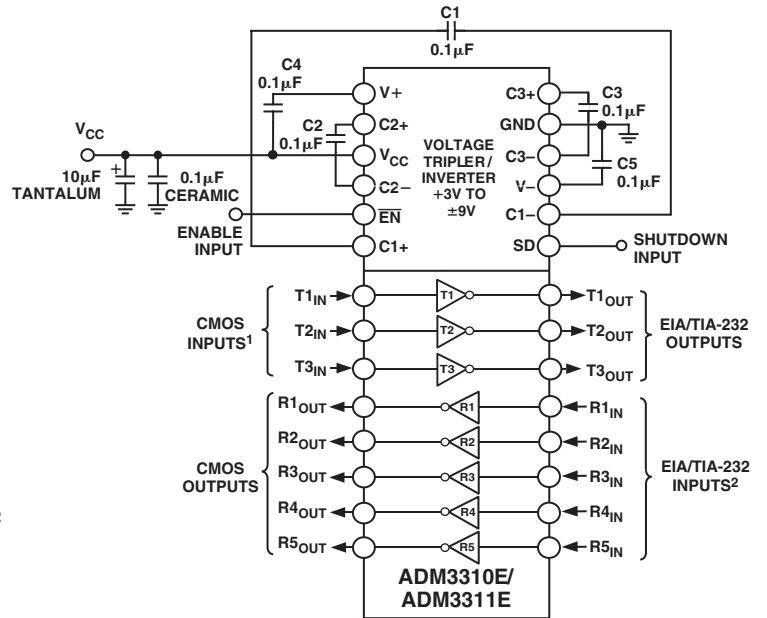 C1
0.1μF
C4
0.1μF
V+
C3+
C3
0.1μF
C2
0.1μF
C2+
GND
V_CC
V_CC
VOLTAGE
TRIPLER/
INVERTER
+3V TO
±9V
C3–
C5
0.1μF
10μF
TANTALUM
+
0.1μF
CERAMIC
C2–
V–
ENABLE
INPUT
EN
C1–
C1+
SD
SHUTDOWN
INPUT
CMOS
INPUTS1
T1IN
T1
T1OUT
T2IN
T2
T2OUT
T3IN
T3
T3OUT
EIA/TIA-232
OUTPUTS
CMOS
OUTPUTS
R1OUT
R1
R1IN
R2OUT
R2
R2IN
R3OUT
R3
R3IN
R4OUT
R4
R4IN
R5OUT
R5
R5IN
EIA/TIA-232
INPUTS2
ADM3310E/
ADM3311E